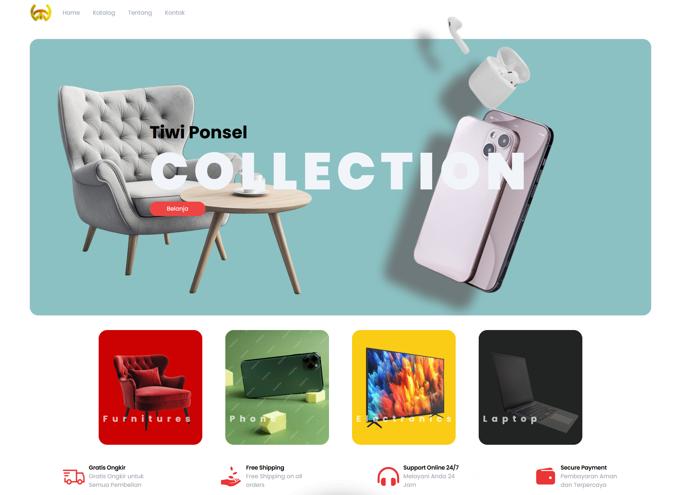 Home Katalog Tentang Kontak
Tiwi Ponsel
COLLECTION
Belanja
Furnitures
Phone
Electronics
Laptop
Gratis Ongkir
Gratis Ongkir untuk
Semua Pembelian
Free Shipping
Free Shipping on all
orders
Support Online 24/7
Melayani Anda 24
Jam
Secure Payment
Pembayaran Aman
dan Terpercaya